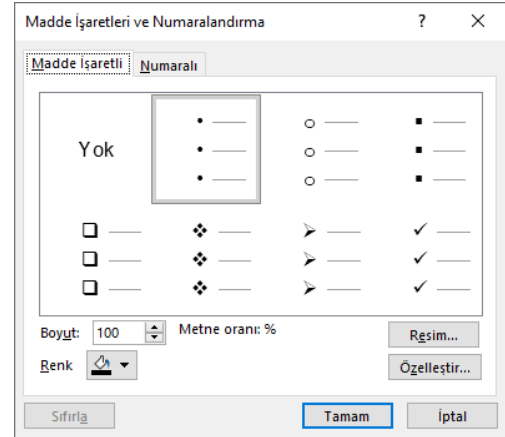 Madde İşaretleri ve Numaralandırma ? X
Madde İşaretli Numaralı
Yok
Boyut: 100 Metne oranı: % Resim...
Renk Özelleştir...
Sıfırla Tamam İptal